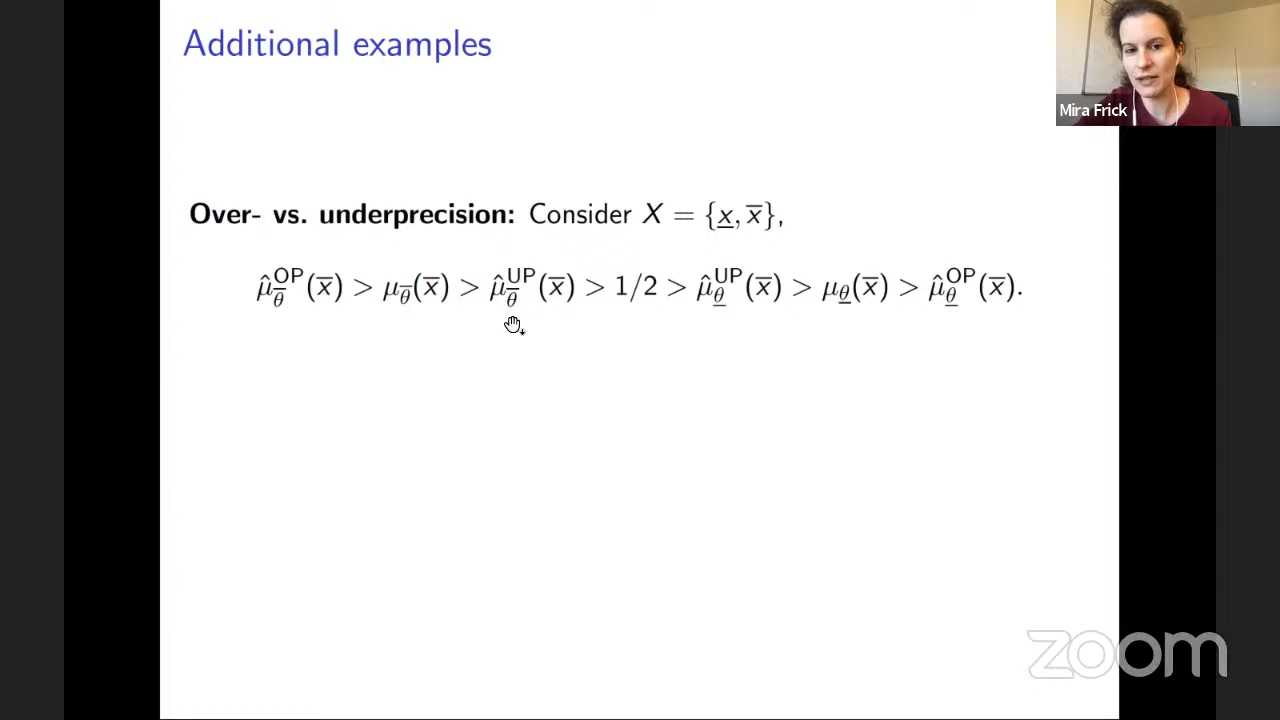 Additional examples
Mira Frick
Over- vs. underprecision: Consider X = {x̲, x̅},
μ̂^OP_θ̅(x̅) > μ_θ̅(x̅) > μ̂^UP_θ̅(x̅) > 1/2 > μ̂^UP_θ̲(x̅) > μ_θ̲(x̅) > μ̂^OP_θ̲(x̅).
zoom